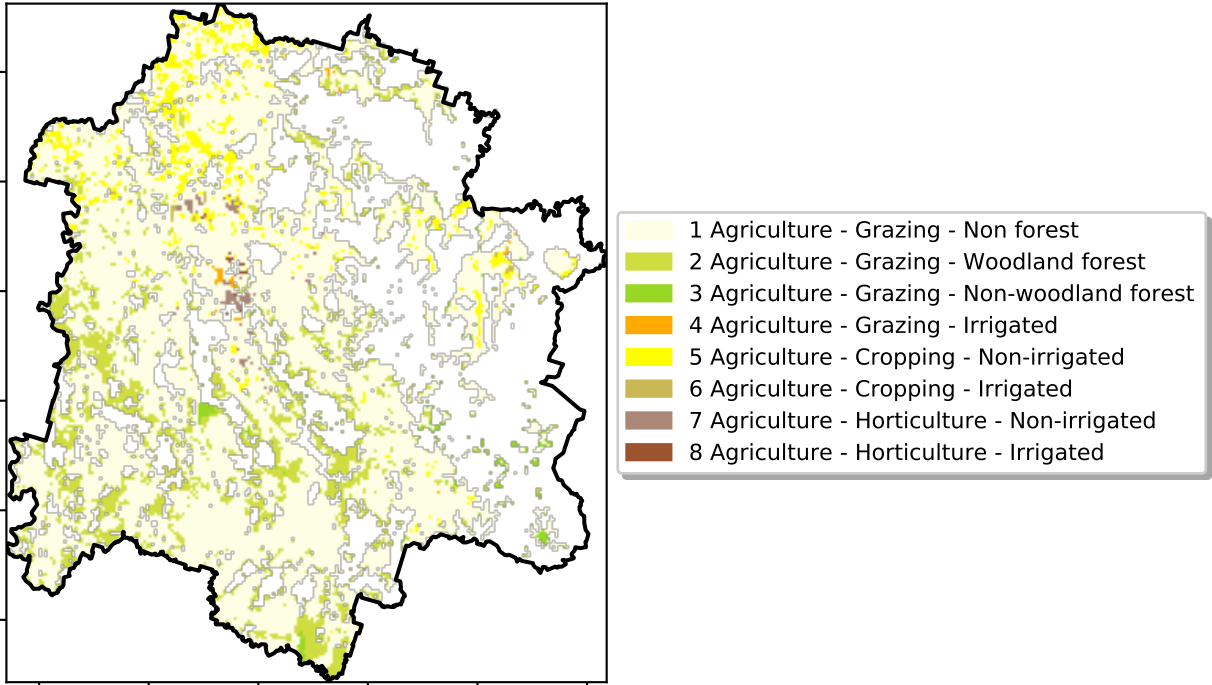 1 Agriculture - Grazing - Non forest
2 Agriculture - Grazing - Woodland forest
3 Agriculture - Grazing - Non-woodland forest
4 Agriculture - Grazing - Irrigated
5 Agriculture - Cropping - Non-irrigated
6 Agriculture - Cropping - Irrigated
7 Agriculture - Horticulture - Non-irrigated
8 Agriculture - Horticulture - Irrigated